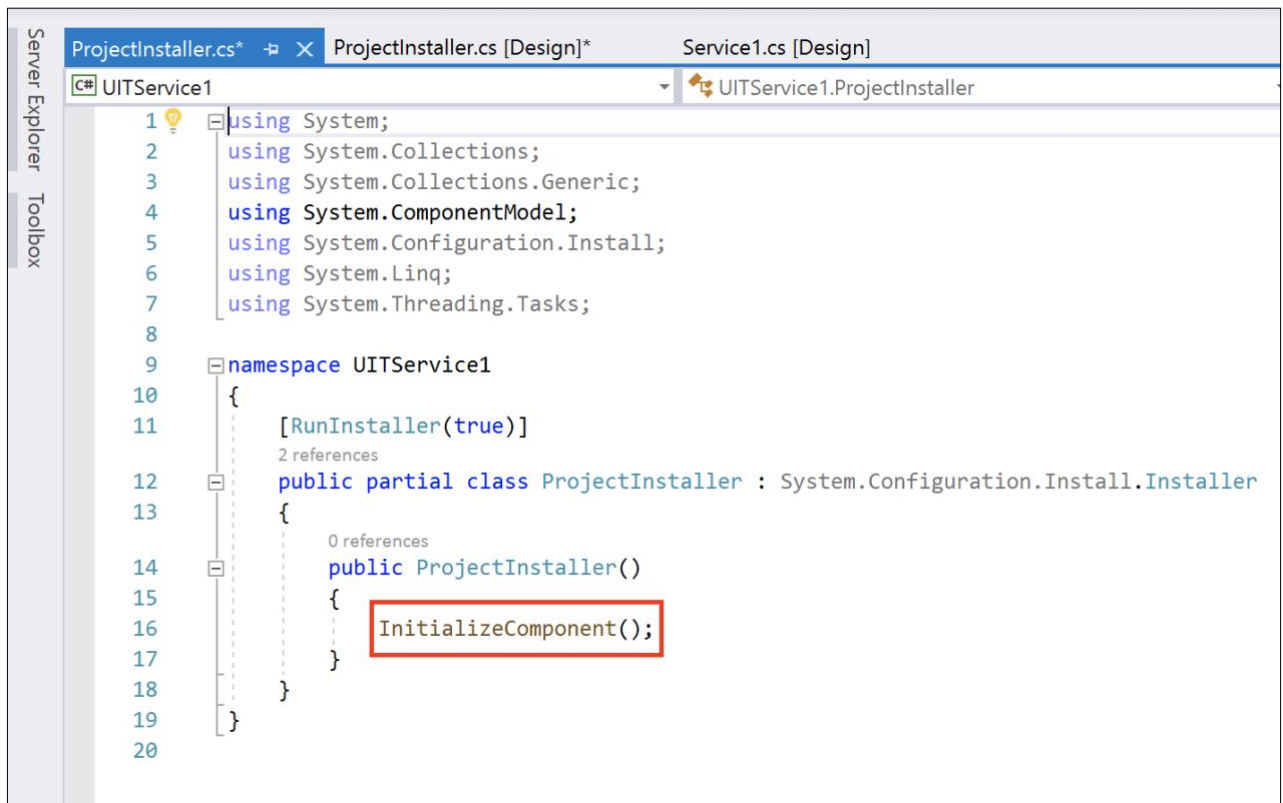 Server Explorer
Toolbox
ProjectInstaller.cs*
ProjectInstaller.cs [Design]*
Service1.cs [Design]
C# UITService1
UITService1.ProjectInstaller
1 using System;
2 using System.Collections;
3 using System.Collections.Generic;
4 using System.ComponentModel;
5 using System.Configuration.Install;
6 using System.Linq;
7 using System.Threading.Tasks;
8
9 namespace UITService1
10 {
11 [RunInstaller(true)]
2 references
12 public partial class ProjectInstaller : System.Configuration.Install.Installer
13 {
0 references
14 public ProjectInstaller()
15 {
16 InitializeComponent();
17 }
18 }
19 }
20